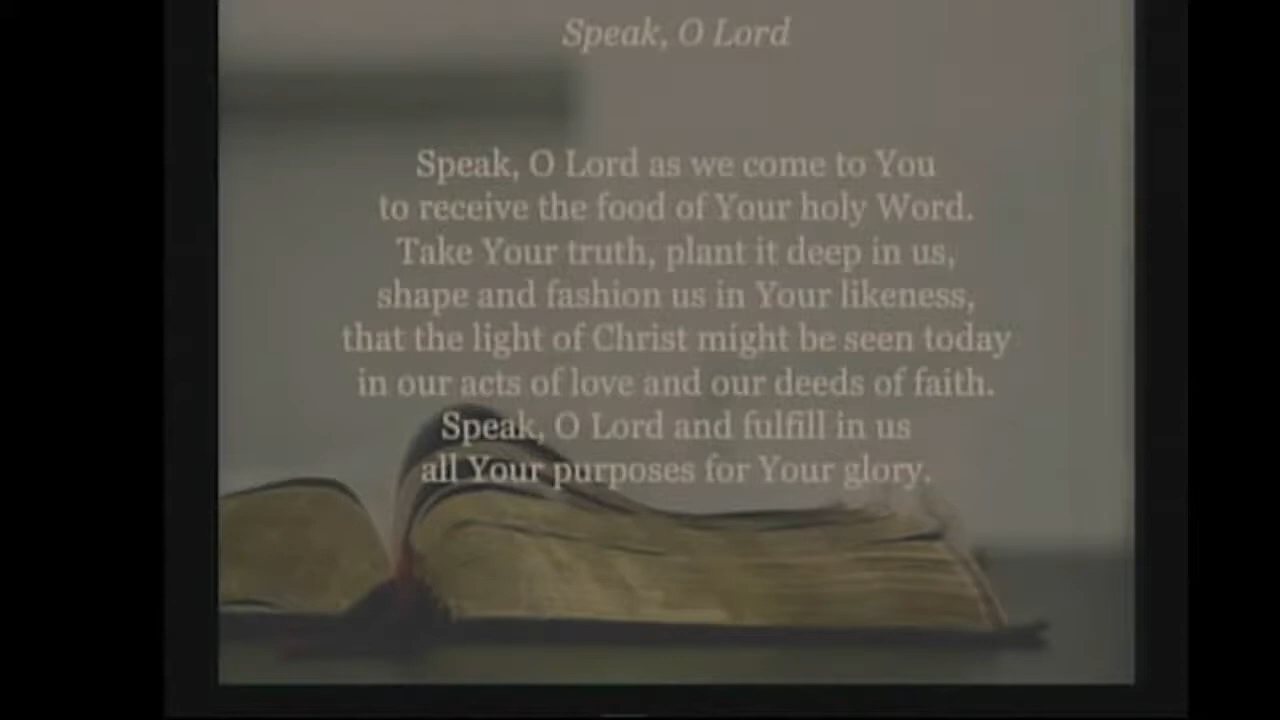 Speak, O Lord
Speak, O Lord as we come to You
to receive the food of Your holy Word.
Take Your truth, plant it deep in us,
shape and fashion us in Your likeness,
that the light of Christ might be seen today
in our acts of love and our deeds of faith.
Speak, O Lord and fulfill in us
all Your purposes for Your glory.